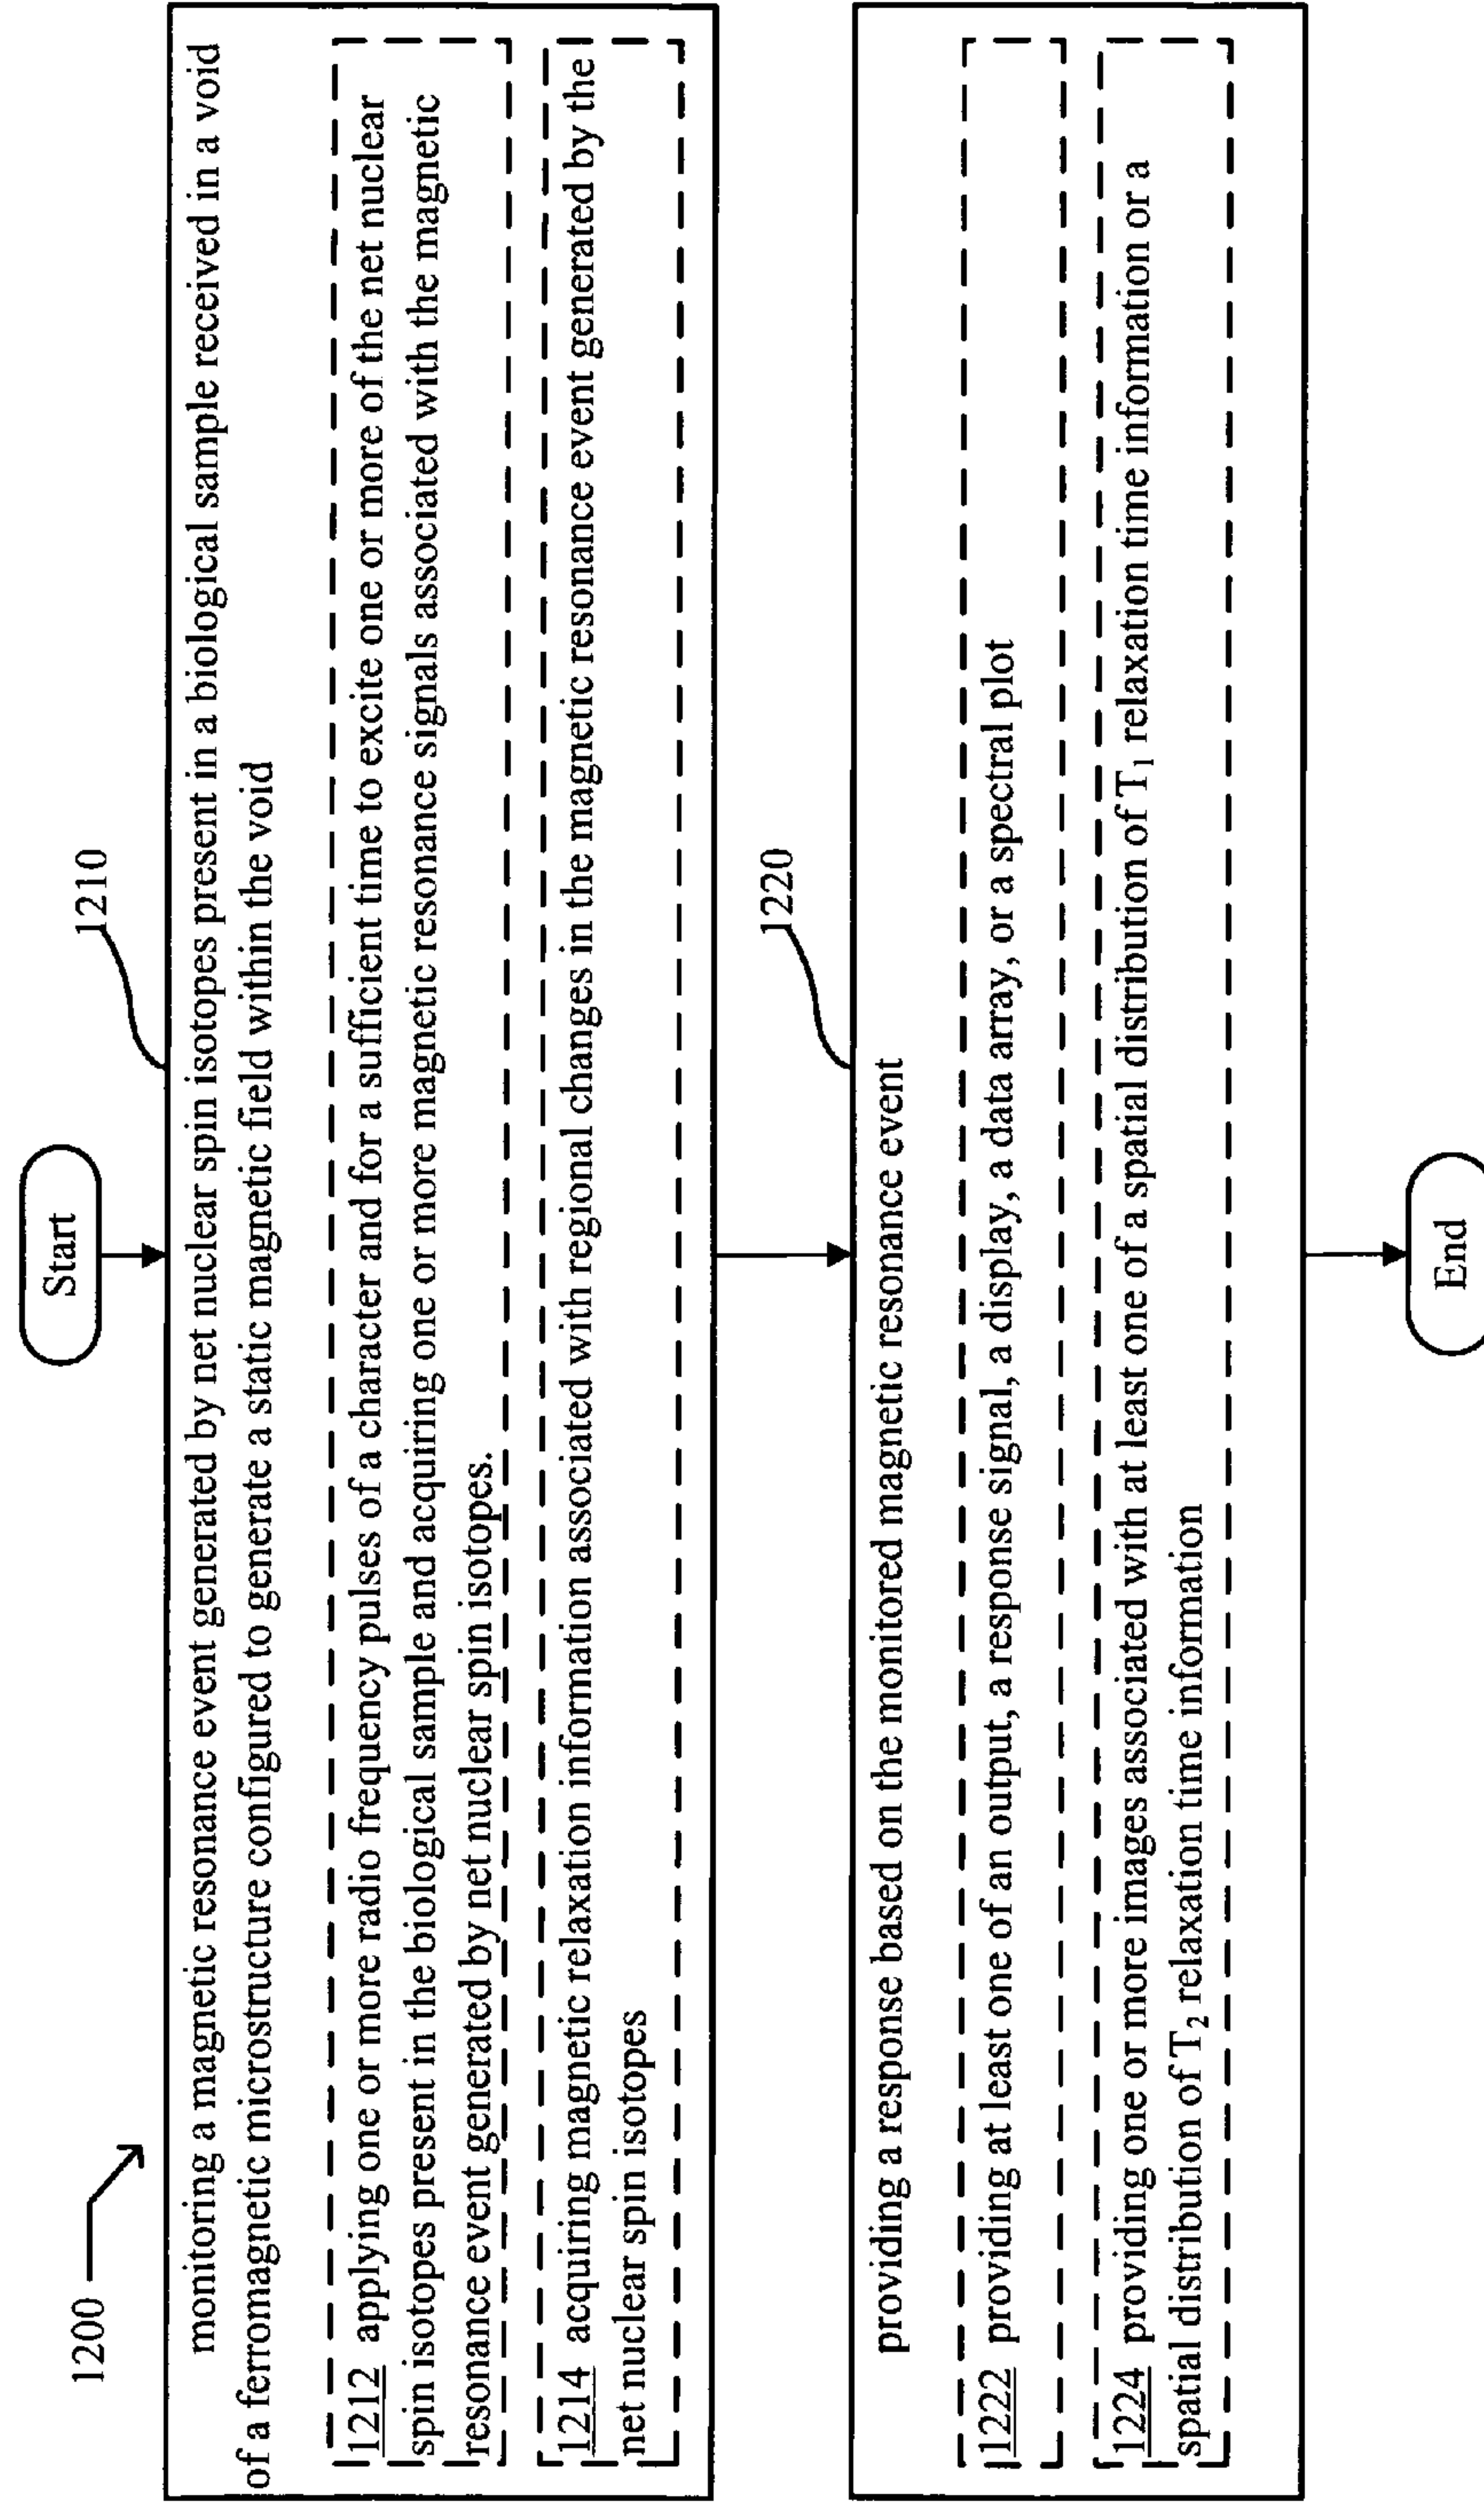 1200
Start
1210
monitoring a magnetic resonance event generated by net nuclear spin isotopes present in a biological sample received in a void
of a ferromagnetic microstructure configured to generate a static magnetic field within the void
1212 applying one or more radio frequency pulses of a character and for a sufficient time to excite one or more of the net nuclear
spin isotopes present in the biological sample and acquiring one or more magnetic resonance signals associated with the magnetic
resonance event generated by net nuclear spin isotopes.
1214 acquiring magnetic relaxation information associated with regional changes in the magnetic resonance event generated by the
net nuclear spin isotopes
1220
providing a response based on the monitored magnetic resonance event
1222 providing at least one of an output, a response signal, a display, a data array, or a spectral plot
1224 providing one or more images associated with at least one of a spatial distribution of T₁ relaxation time information or a
spatial distribution of T₂ relaxation time information
End